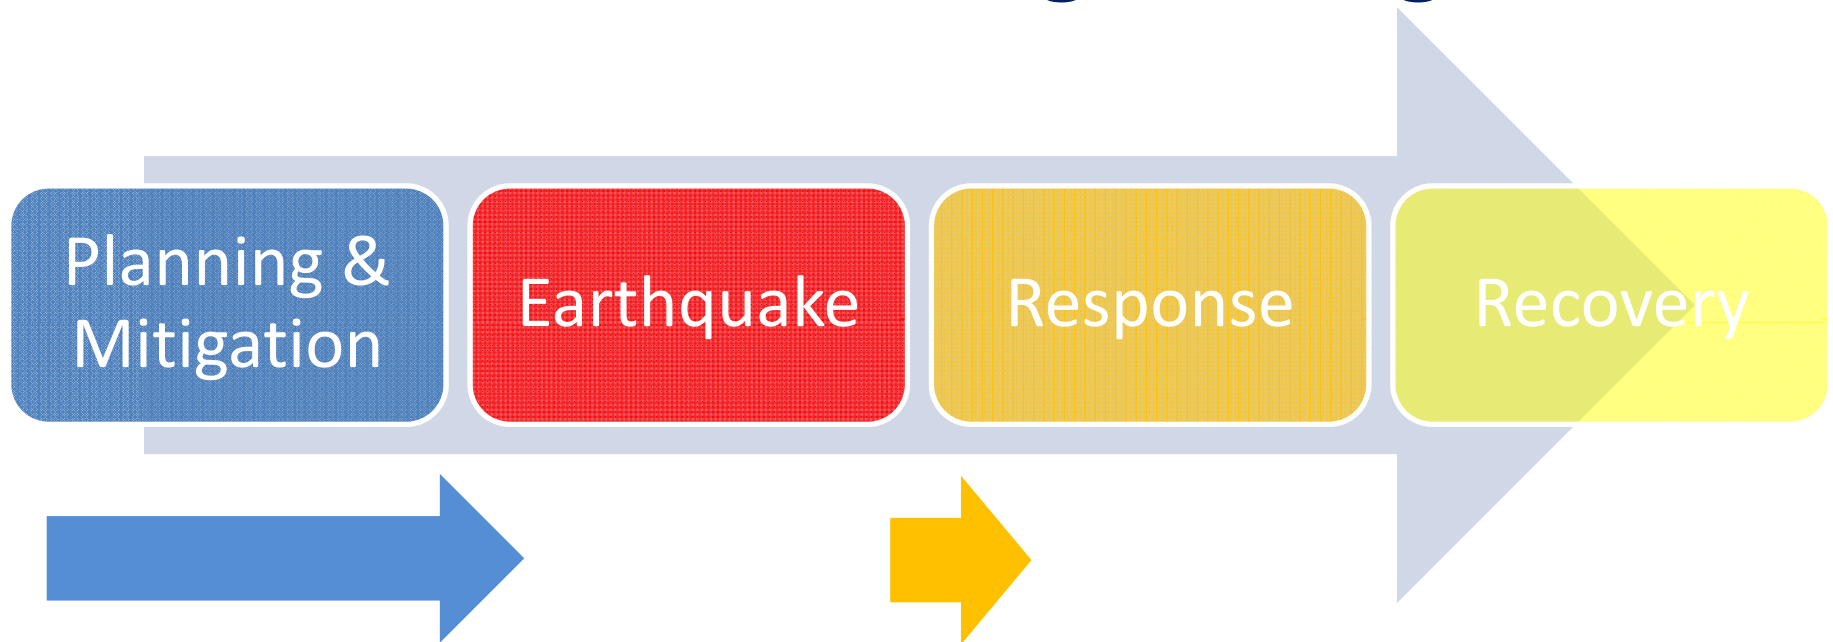 Planning &
Mitigation
Earthquake
Response
Recovery